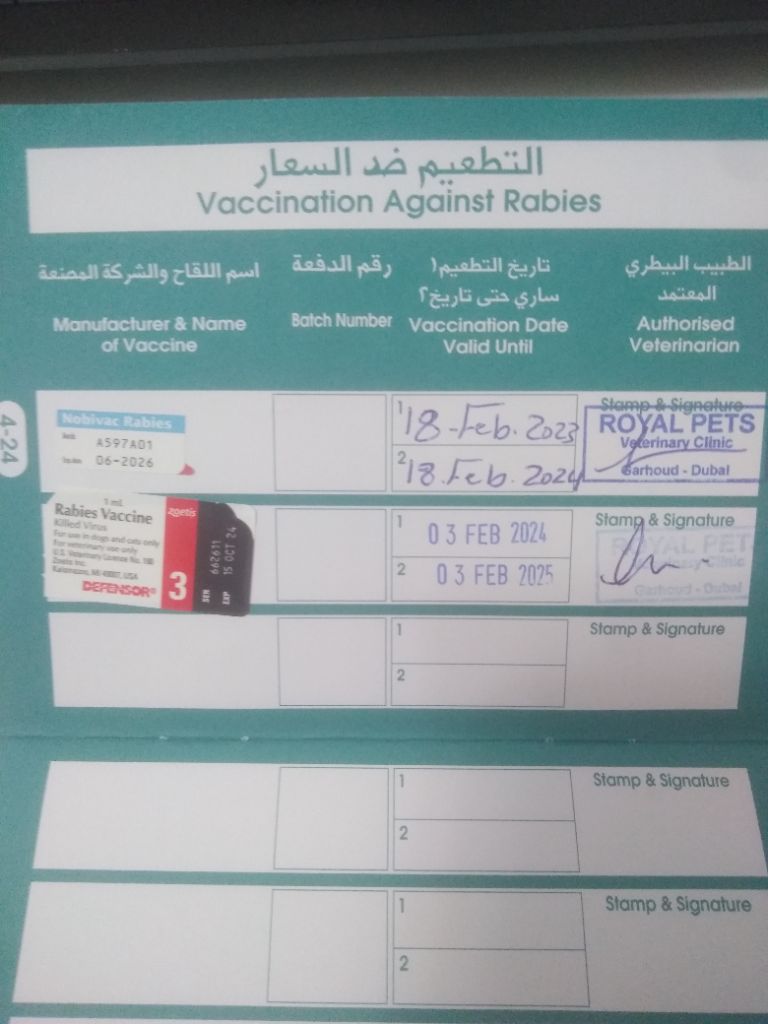 التطعيم ضد السعار
Vaccination Against Rabies
اسم اللقاح والشركة المصنعة
Manufacturer & Name
of Vaccine
رقم الدفعة
Batch Number
تاريخ التطعيم ١
ساري حتى تاريخ ٢
Vaccination Date
Valid Until
الطبيب البيطري
المعتمد
Authorised
Veterinarian
4-24
Nobivac Rabies
A597A01
06-2026
1 18-Feb. 2023
2 18.Feb. 2024
Stamp & Signature
ROYAL PETS
Veterinary Clinic
Garhoud - Dubai
1 mL
Rabies Vaccine
Killed Virus
For use in dogs and cats only
For veterinary use only
U.S. Veterinary Licence No. 190
Zoetis Inc.
Kalamazoo, MI 49007, USA
DEFENSOR®
zoetis
3
SER 662611
EXP 15 OCT 24
1 03 FEB 2024
2 03 FEB 2025
Stamp & Signature
ROYAL PET
Clinic
Garhoud - Dubai
1
2
Stamp & Signature
1
2
Stamp & Signature
1
2
Stamp & Signature